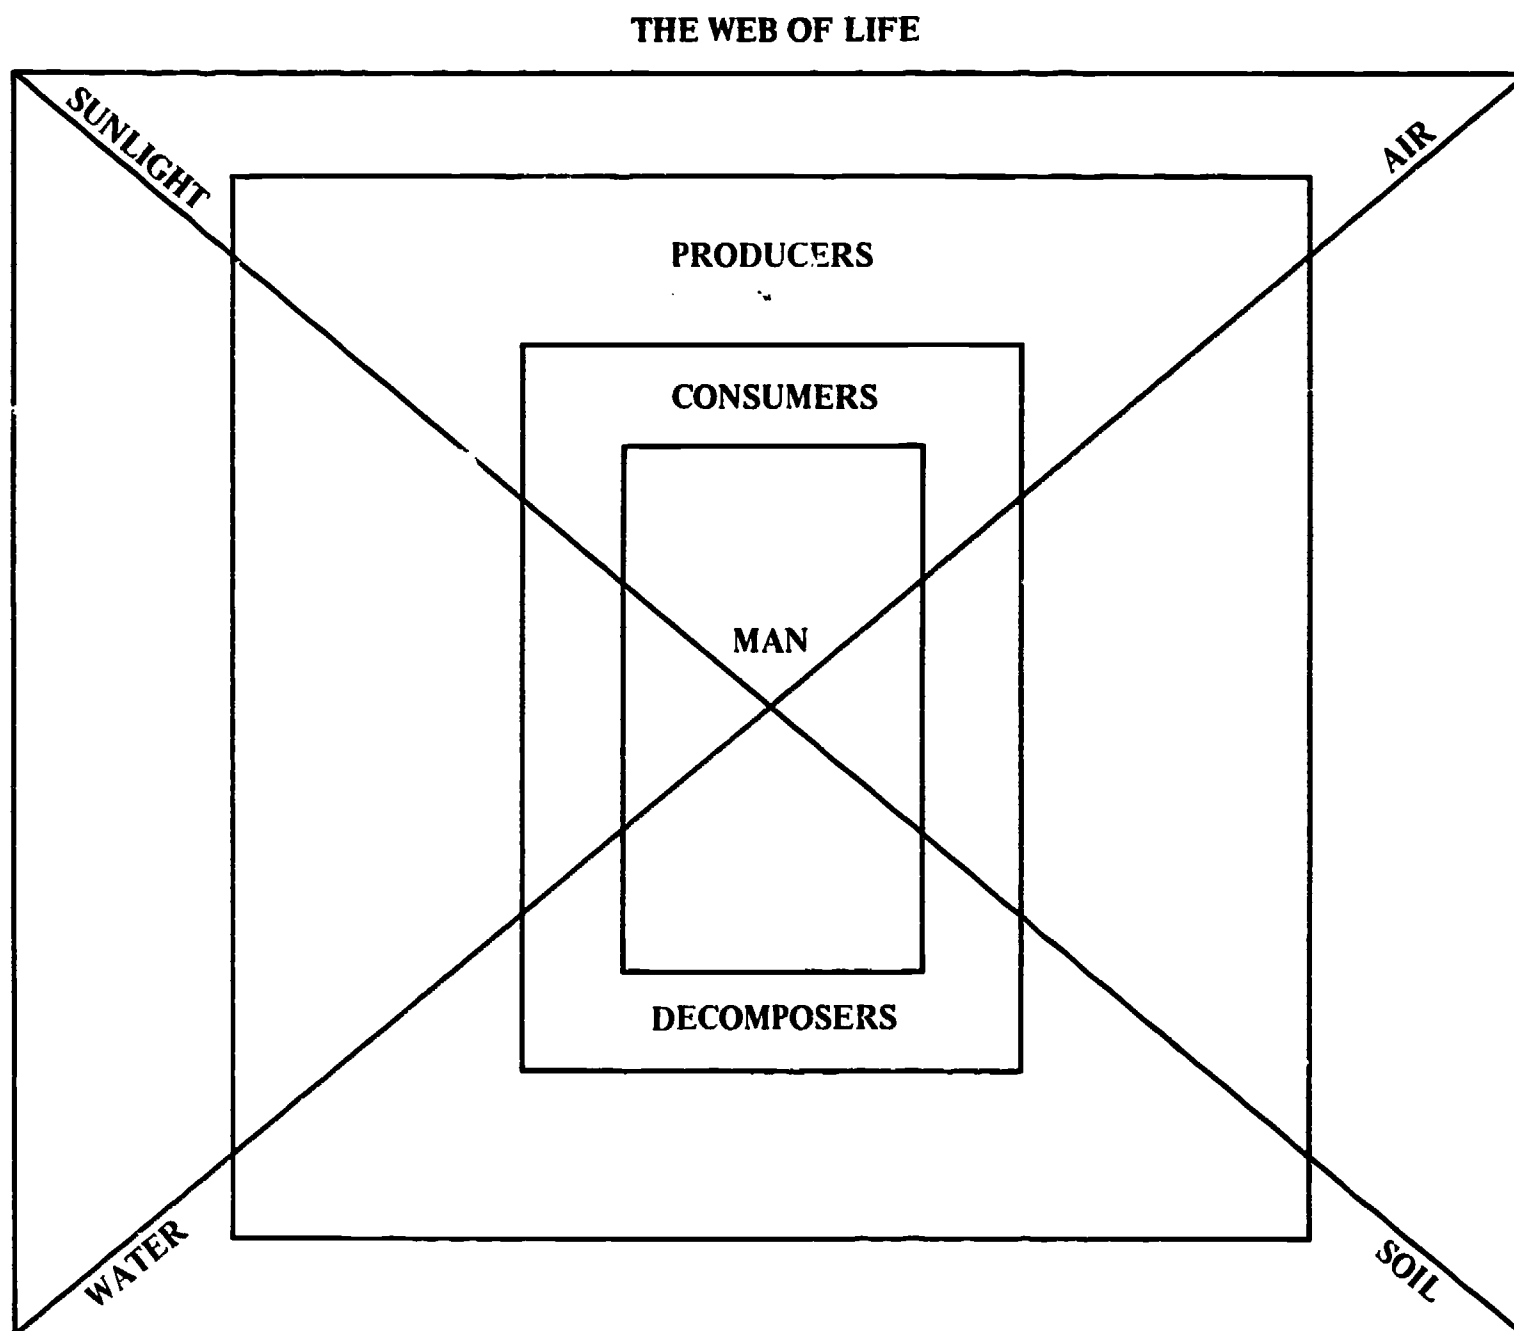 THE WEB OF LIFE
SUNLIGHT
AIR
PRODUCERS
CONSUMERS
MAN
DECOMPOSERS
WATER
SOIL